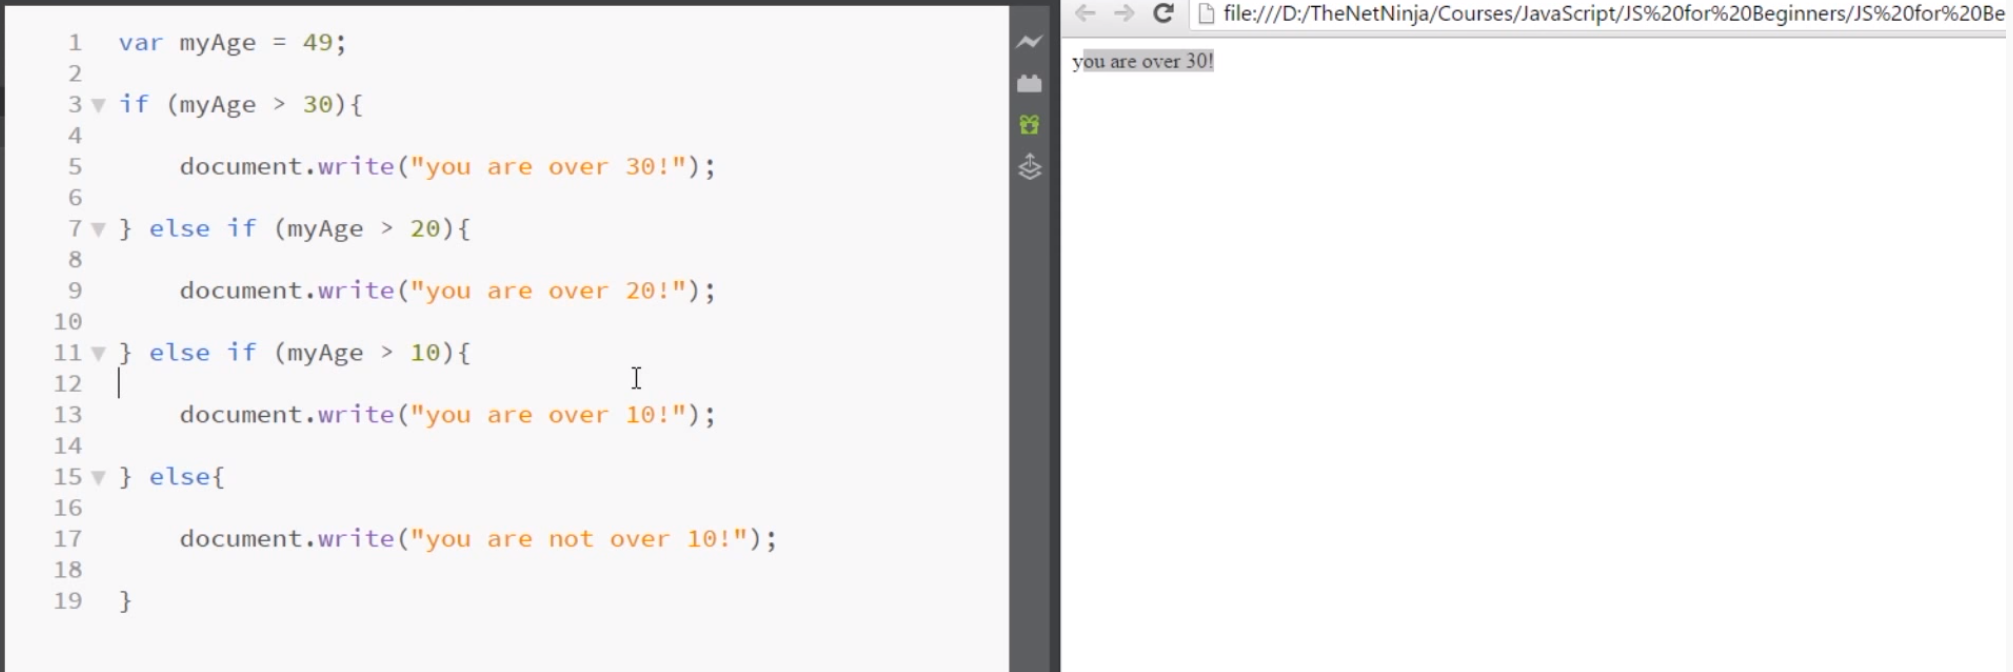 1 var myAge = 49;
2
3 if (myAge > 30){
4
5 document.write("you are over 30!");
6
7 } else if (myAge > 20){
8
9 document.write("you are over 20!");
10
11 } else if (myAge > 10){
12
13 document.write("you are over 10!");
14
15 } else{
16
17 document.write("you are not over 10!");
18
19 }
file:///D:/TheNetNinja/Courses/JavaScript/JS%20for%20Beginners/JS%20for%20Be
you are over 30!